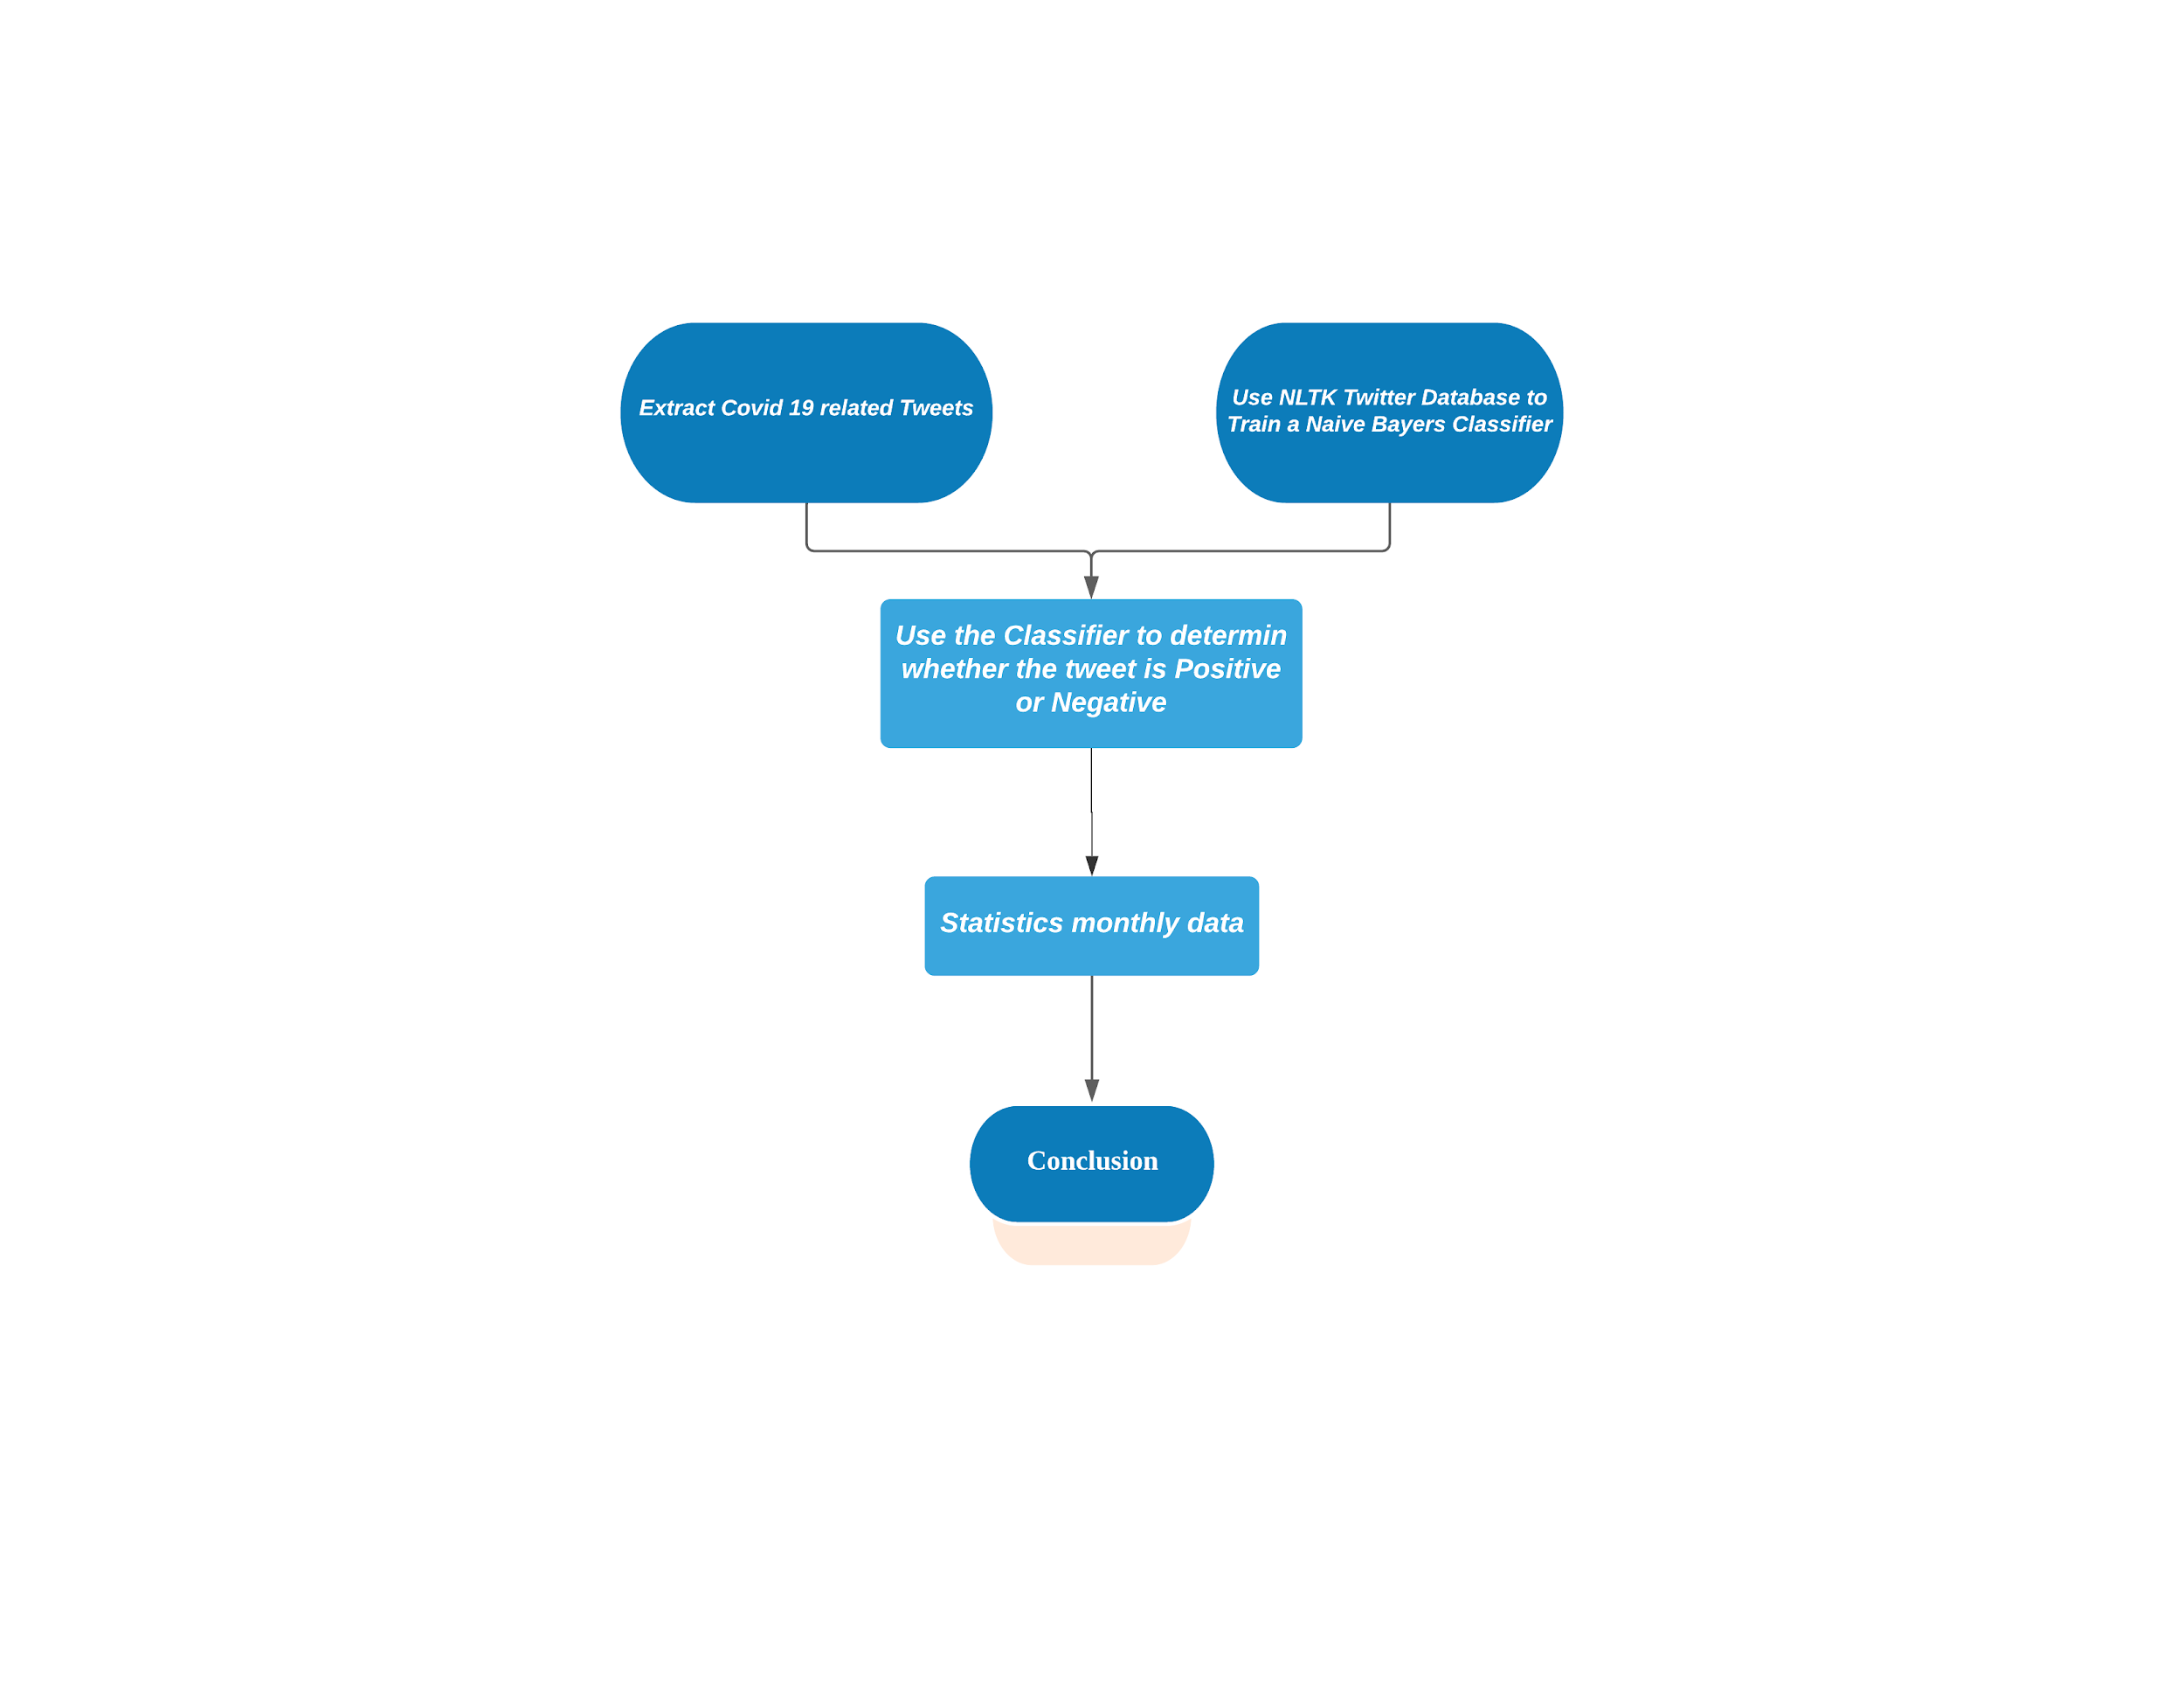 Extract Covid 19 related Tweets
Use NLTK Twitter Database to
Train a Naive Bayers Classifier
Use the Classifier to determin
whether the tweet is Positive
or Negative
Statistics monthly data
Conclusion